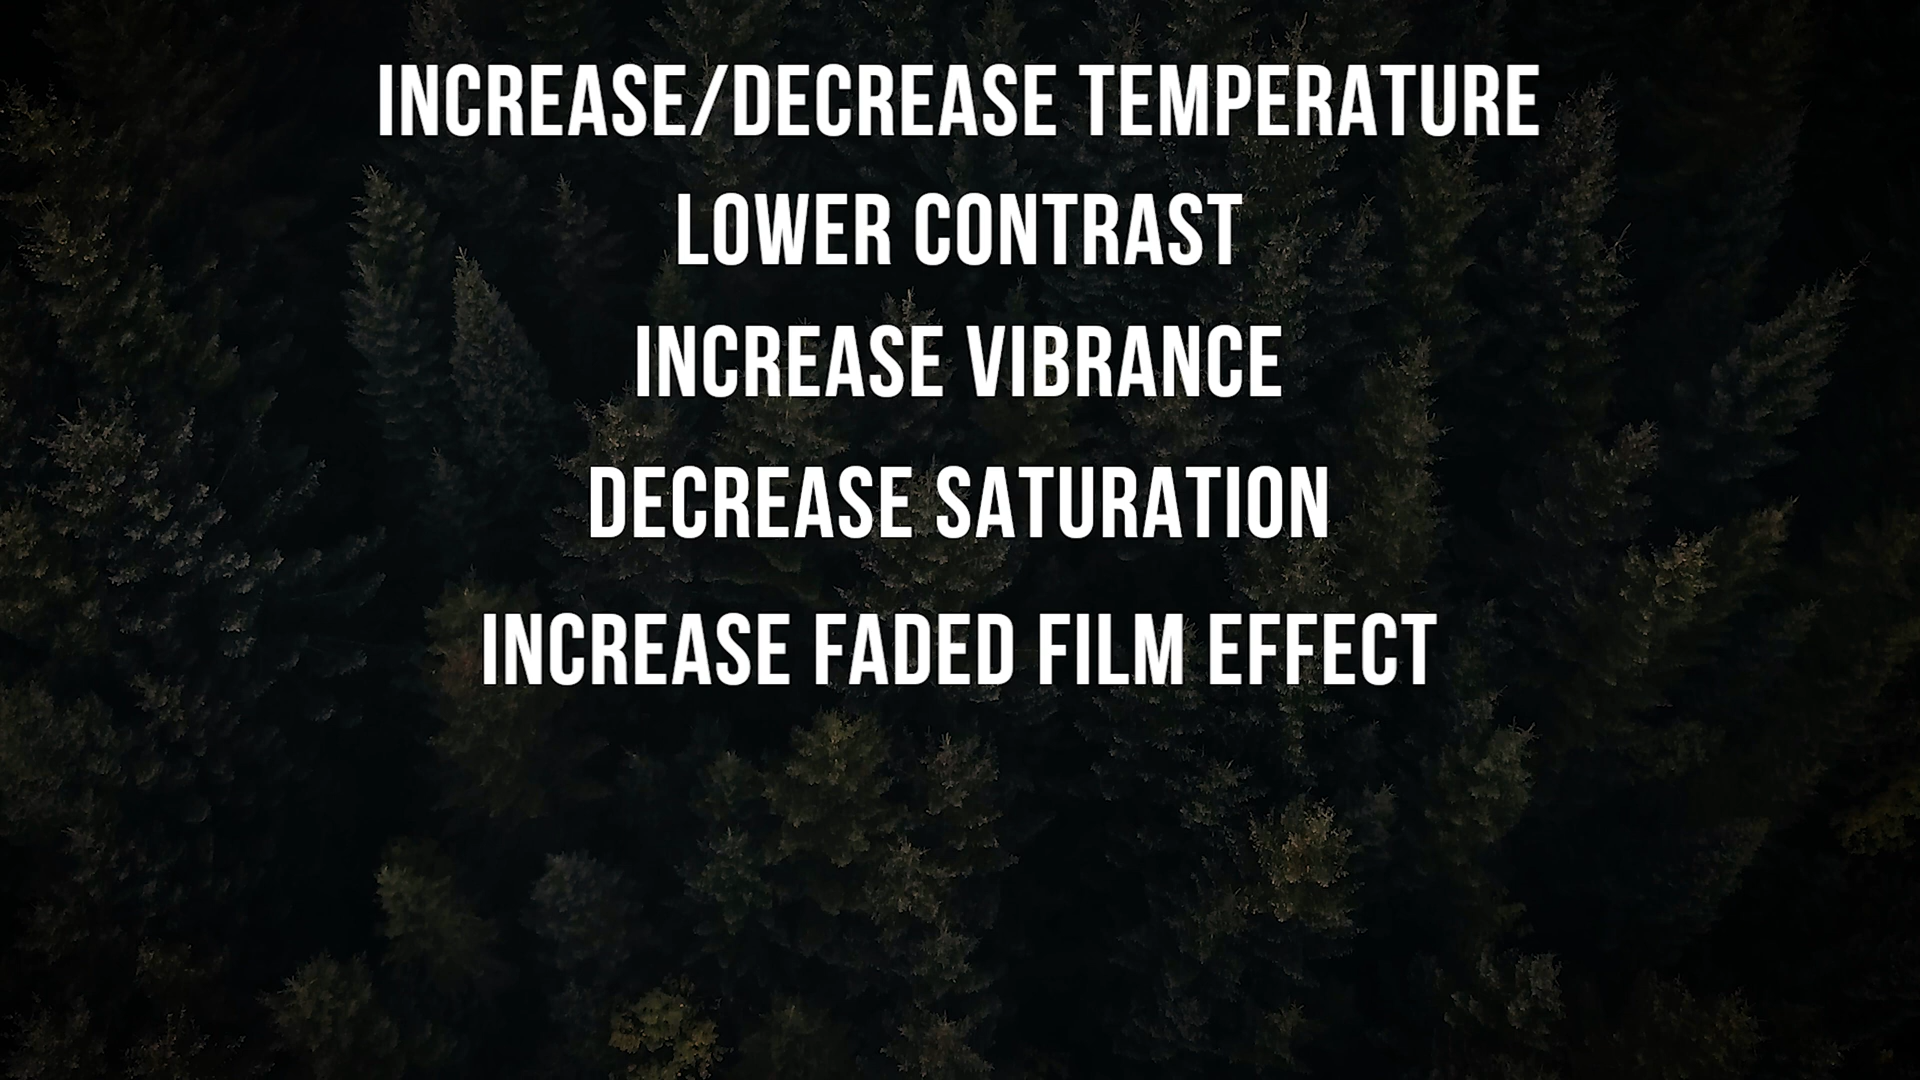 INCREASE/DECREASE TEMPERATURE
LOWER CONTRAST
INCREASE VIBRANCE
DECREASE SATURATION
INCREASE FADED FILM EFFECT